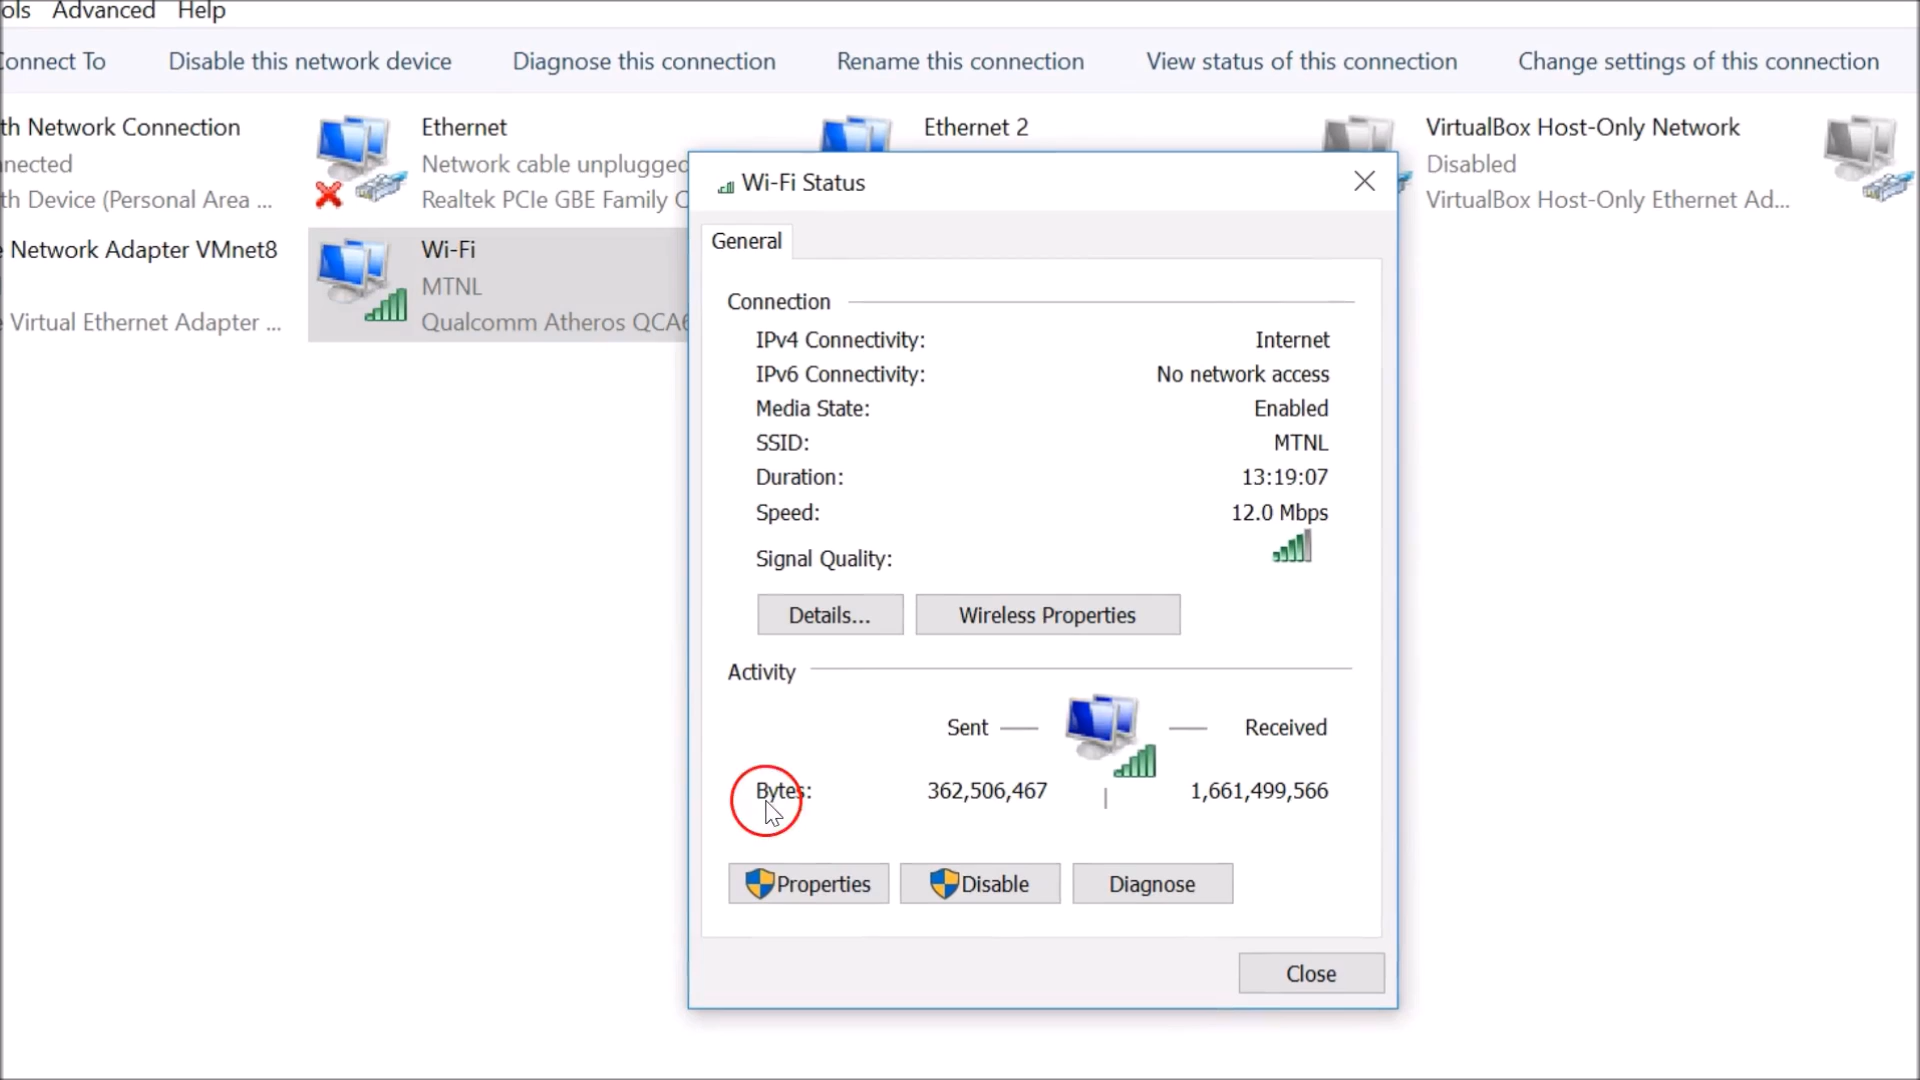 ols Advanced Help
onnect To Disable this network device Diagnose this connection Rename this connection View status of this connection Change settings of this connection
th Network Connection
nnected
th Device (Personal Area ...
Ethernet
Network cable unplugged
Realtek PCIe GBE Family C
Ethernet 2
VirtualBox Host-Only Network
Disabled
VirtualBox Host-Only Ethernet Ad...
e Network Adapter VMnet8
e Virtual Ethernet Adapter ...
Wi-Fi
MTNL
Qualcomm Atheros QCA6
Wi-Fi Status
General
Connection
IPv4 Connectivity: Internet
IPv6 Connectivity: No network access
Media State: Enabled
SSID: MTNL
Duration: 13:19:07
Speed: 12.0 Mbps
Signal Quality:
Details... Wireless Properties
Activity
Sent Received
Bytes: 362,506,467 1,661,499,566
Properties Disable Diagnose
Close